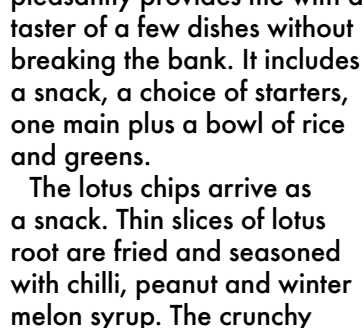 pleasantly provides me with a
taster of a few dishes without
breaking the bank. It includes
a snack, a choice of starters,
one main plus a bowl of rice
and greens.
The lotus chips arrive as
a snack. Thin slices of lotus
root are fried and seasoned
with chilli, peanut and winter
melon syrup. The crunchy